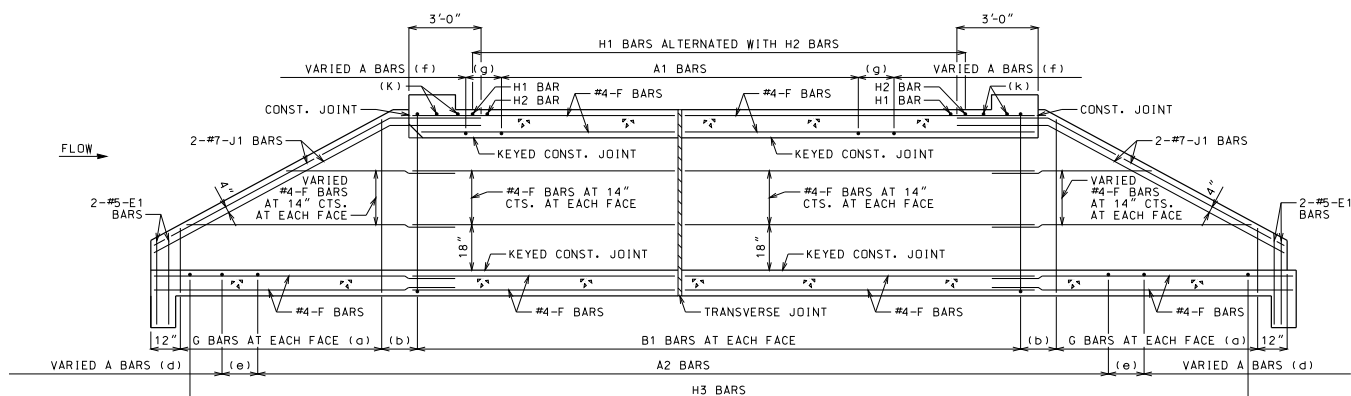 3'-0"
3'-0"
H1 BARS ALTERNATED WITH H2 BARS
VARIED A BARS (f)
(g)
A1 BARS
(g)
VARIED A BARS (f)
(K)
H1 BAR
H2 BAR
#4-F BARS
#4-F BARS
H2 BAR
H1 BAR
(k)
CONST. JOINT
CONST. JOINT
FLOW
2-#7-J1 BARS
KEYED CONST. JOINT
KEYED CONST. JOINT
2-#7-J1 BARS
4"
VARIED
#4-F BARS
AT 14" CTS.
AT EACH FACE
#4-F BARS AT 14"
CTS. AT EACH FACE
#4-F BARS AT 14"
CTS. AT EACH FACE
VARIED
#4-F BARS
AT 14" CTS.
AT EACH FACE
4"
2-#5-E1
BARS
2-#5-E1
BARS
18"
KEYED CONST. JOINT
KEYED CONST. JOINT
18"
#4-F BARS
#4-F BARS
TRANSVERSE JOINT
#4-F BARS
#4-F BARS
12"
G BARS AT EACH FACE (a)
(b)
B1 BARS AT EACH FACE
(b)
G BARS AT EACH FACE (a)
12"
VARIED A BARS (d)
(e)
A2 BARS
(e)
VARIED A BARS (d)
H3 BARS